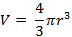 V = 4/3 πr³